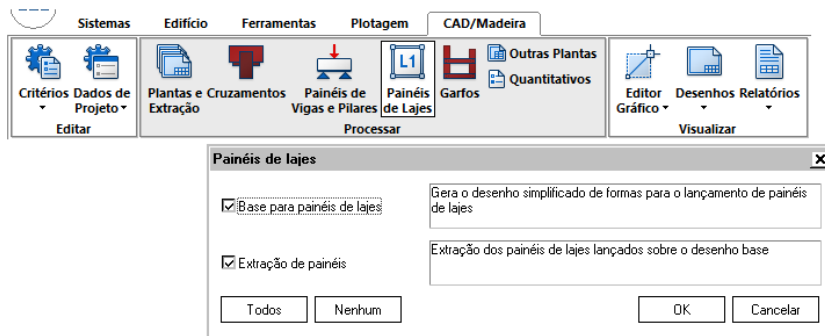 Sistemas Edifício Ferramentas Plotagem CAD/Madeira
Critérios Dados de Projeto
Editar
Plantas e Extração Cruzamentos Painéis de Vigas e Pilares L1 Painéis de Lajes Garfos
Outras Plantas
Quantitativos
Processar
Editor Gráfico Desenhos Relatórios
Visualizar
Painéis de lajes
Base para painéis de lajes
Gera o desenho simplificado de formas para o lançamento de painéis
de lajes
Extração de painéis
Extração dos painéis de lajes lançados sobre o desenho base
Todos Nenhum OK Cancelar